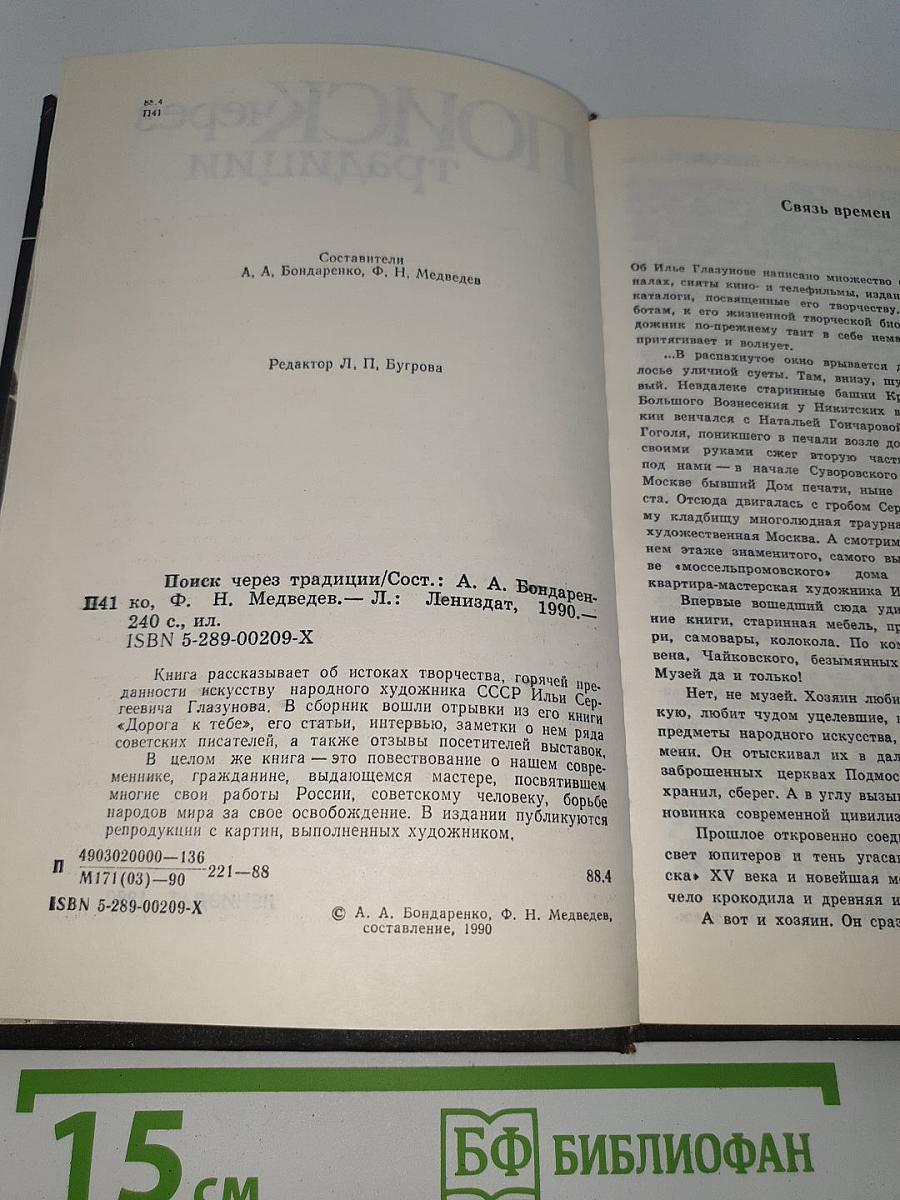 88.4
П41
Составители
А. А. Бондаренко, Ф. Н. Медведев
Редактор Л. П. Бугрова
Поиск через традиции/Сост.: А. А. Бондарен-
П41 ко, Ф. Н. Медведев.— Л.: Лениздат, 1990.—
240 с., ил.
ISBN 5-289-00209-X
Книга рассказывает об истоках творчества, горячей пре-
данности искусству народного художника СССР Ильи Сер-
геевича Глазунова. В сборник вошли отрывки из его книги
«Дорога к тебе», его статьи, интервью, заметки о нем ряда
советских писателей, а также отзывы посетителей выставок.
В целом же книга — это повествование о нашем совре-
меннике, гражданине, выдающемся мастере, посвятившем
многие свои работы России, советскому человеку, борьбе
народов мира за свое освобождение. В издании публикуются
репродукции с картин, выполненных художником.
П 4903020000—136 221—88
М171(03)—90
88.4
ISBN 5-289-00209-X
© А. А. Бондаренко, Ф. Н. Медведев,
составление, 1990
Связь времен
Об Илье Глазунове написано множество
налах, сняты кино- и телефильмы, издан
каталоги, посвященные его творчеству.
ботам, к его жизненной творческой био
дожник по-прежнему таит в себе нема
притягивает и волнует.
...В распахнутое окно врывается д
лосье уличной суеты. Там, внизу, шу
вый. Невдалеке старинные башни Кр
Большого Вознесения у Никитских в
кин венчался с Натальей Гончаровой
Гоголя, поникшего в печали возле до
своими руками сжег вторую част
под нами — в начале Суворовского
Москве бывший Дом печати, ныне
ста. Отсюда двигалась с гробом Сер
му кладбищу многолюдная траурна
художественная Москва. А смотрим
нем этаже знаменитого, самого вы
ве «моссельпромовского» дома
квартира-мастерская художника И
Впервые вошедший сюда уди
ние книги, старинная мебель, пр
ри, самовары, колокола. По ком
вена, Чайковского, безымянных
Музей да и только!
Нет, не музей. Хозяин люби
кую, любит чудом уцелевшие, н
предметы народного искусства,
мени. Он отыскивал их в дал
заброшенных церквах Подмос
хранил, сберег. А в углу вызы
новинка современной цивилиз
Прошлое откровенно соед
свет юпитеров и тень угаса
ска» XV века и новейшая м
чело крокодила и древняя и
А вот и хозяин. Он сраз
15 см
БФ БИБЛИОФАН